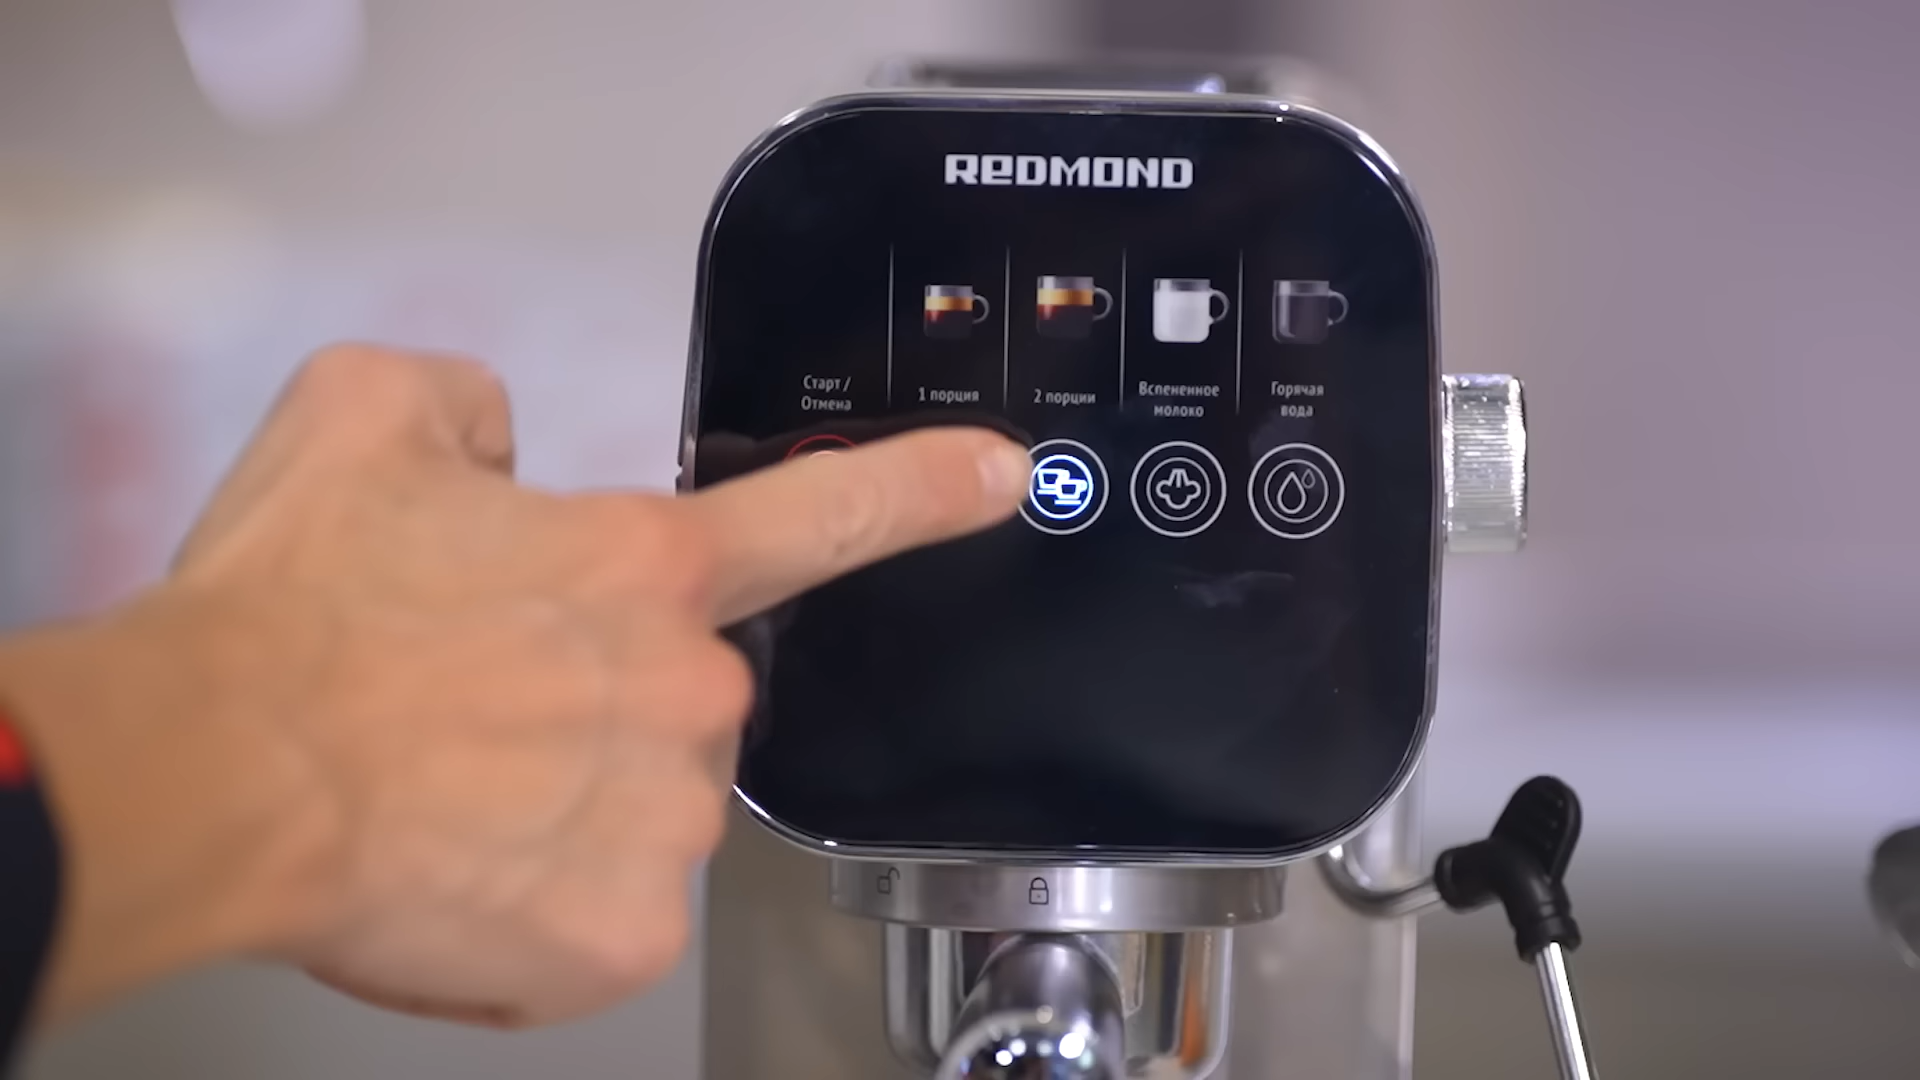 REDMOND
Старт /
Отмена
1 порция
2 порции
Вспененное
молоко
Горячая
вода